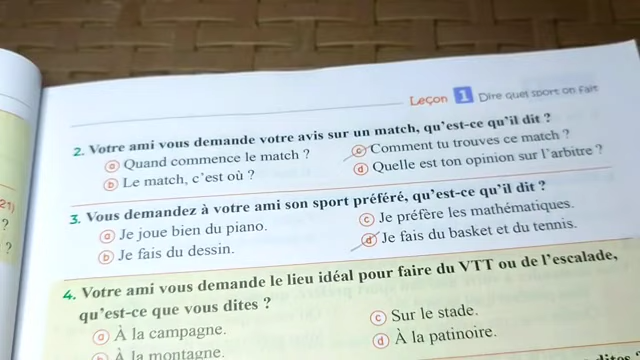 Leçon 1 Dire quel sport on fait
2. Votre ami vous demande votre avis sur un match, qu'est-ce qu'il dit ?
ⓐ Quand commence le match ?
ⓒ Comment tu trouves ce match ?
ⓑ Le match, c'est où ?
ⓓ Quelle est ton opinion sur l'arbitre ?
3. Vous demandez à votre ami son sport préféré, qu'est-ce qu'il dit ?
ⓐ Je joue bien du piano.
ⓒ Je préfère les mathématiques.
ⓑ Je fais du dessin.
ⓓ Je fais du basket et du tennis.
4. Votre ami vous demande le lieu idéal pour faire du VTT ou de l'escalade,
qu'est-ce que vous dites ?
ⓐ À la campagne.
ⓒ Sur le stade.
ⓑ À la montagne.
ⓓ À la patinoire.
21)
?
?